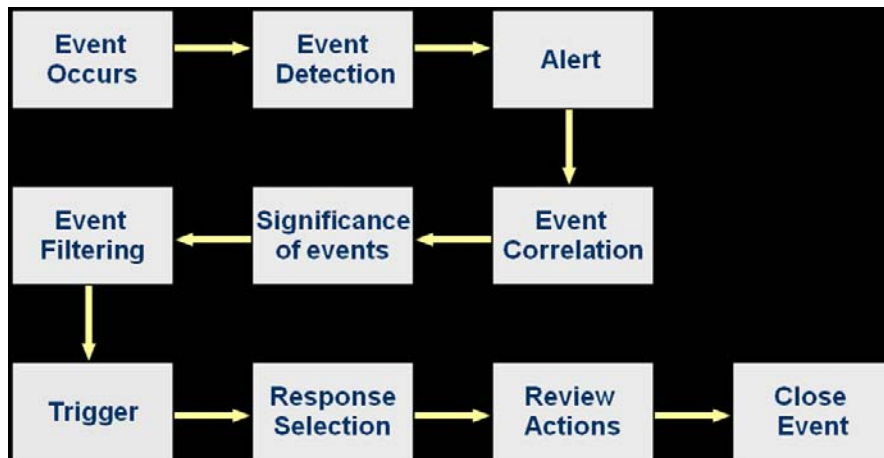 Event
Occurs
Event
Detection
Alert
Event
Correlation
Significance
of events
Event
Filtering
Trigger
Response
Selection
Review
Actions
Close
Event